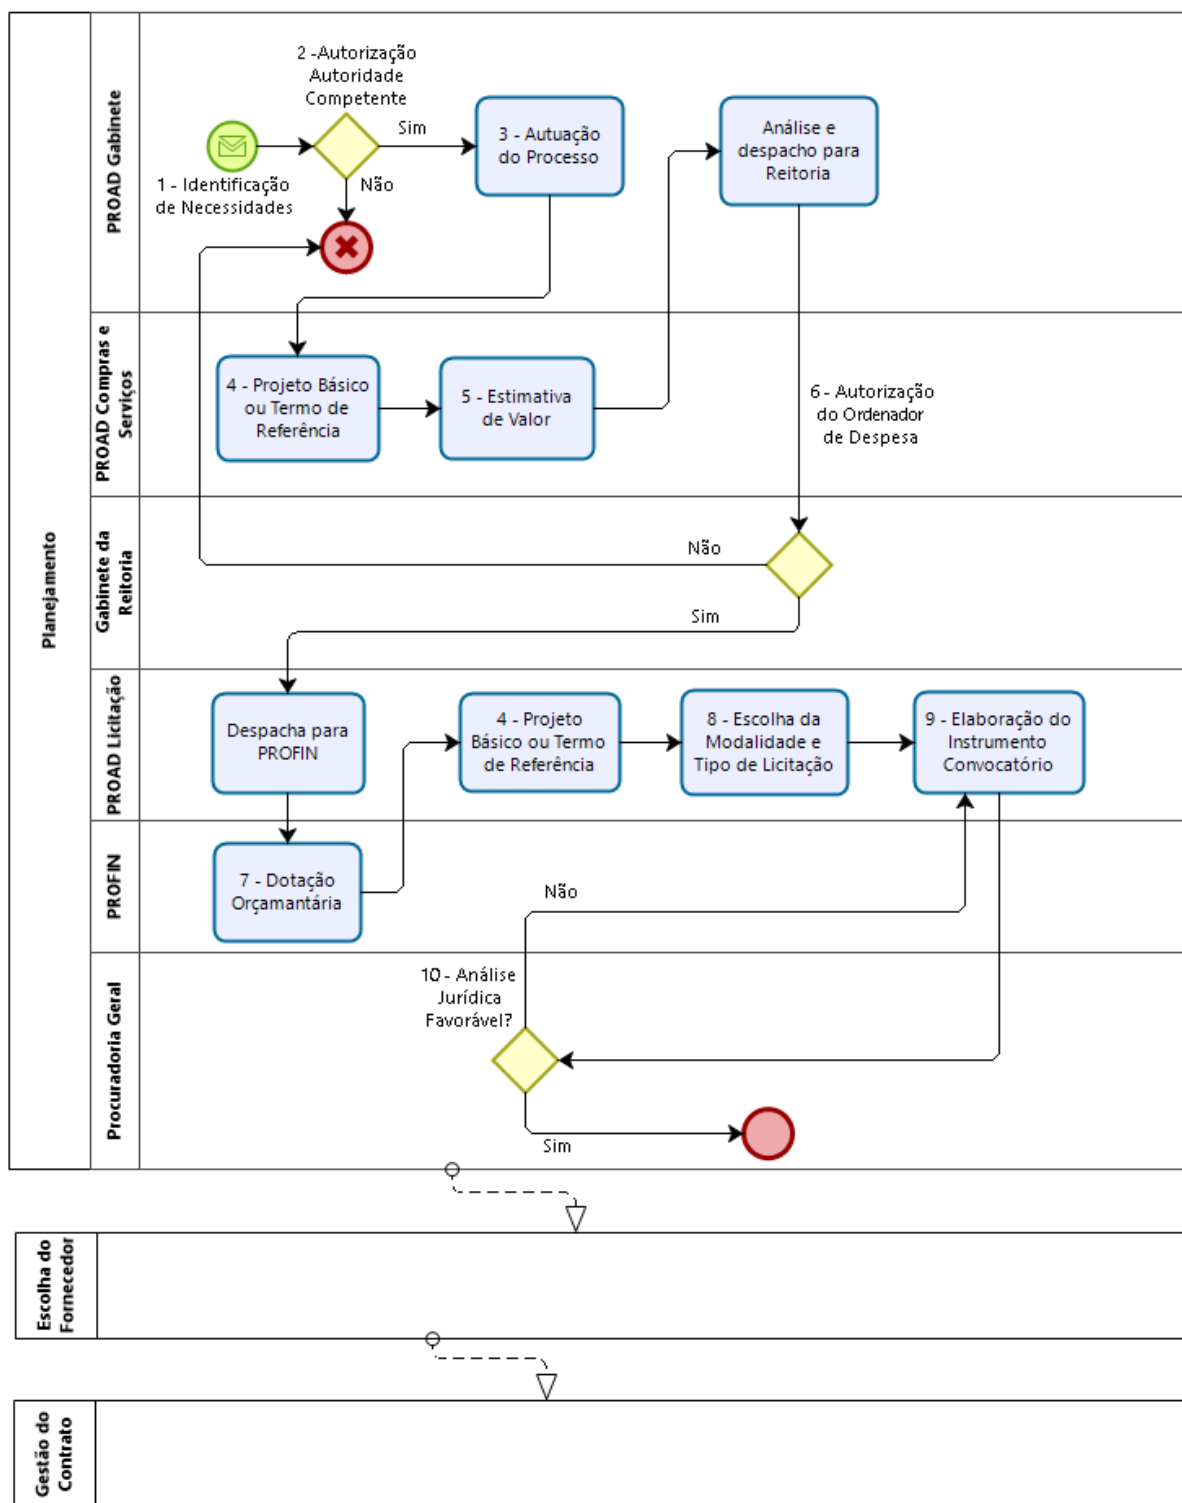 Planejamento
PROAD Gabinete
2 -Autorização
Autoridade
Competente
Sim
Não
1 - Identificação
de Necessidades
3 - Autuação
do Processo
Análise e
despacho para
Reitoria
PROAD Compras e
Serviços
4 - Projeto Básico
ou Termo de
Referência
5 - Estimativa
de Valor
6 - Autorização
do Ordenador
de Despesa
Gabinete da
Reitoria
Não
Sim
PROAD Licitação
Despacha para
PROFIN
4 - Projeto
Básico ou Termo
de Referência
8 - Escolha da
Modalidade e
Tipo de Licitação
9 - Elaboração do
Instrumento
Convocatório
PROFIN
7 - Dotação
Orçamantária
Não
Procuradoria Geral
10 - Análise
Jurídica
Favorável?
Sim
Escolha do
Fornecedor
Gestão do
Contrato